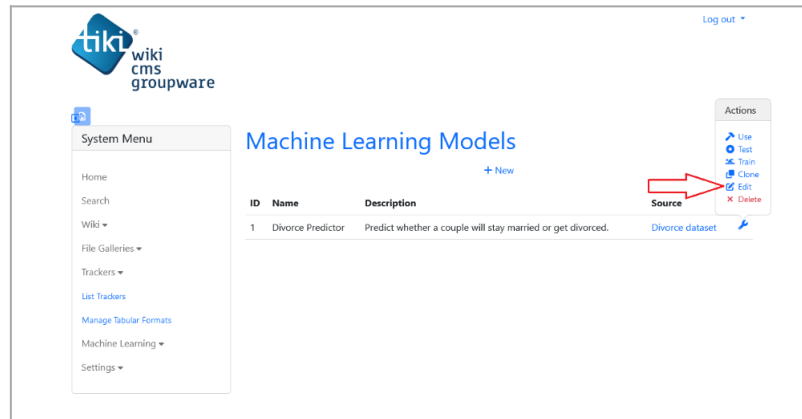 Log out
tiki
wiki
cms
groupware
Actions
Use
Test
Train
Clone
Edit
Delete
System Menu
Home
Search
Wiki
File Galleries
Trackers
List Trackers
Manage Tabular Formats
Machine Learning
Settings
Machine Learning Models
+ New
ID Name Description Source
1 Divorce Predictor Predict whether a couple will stay married or get divorced. Divorce dataset